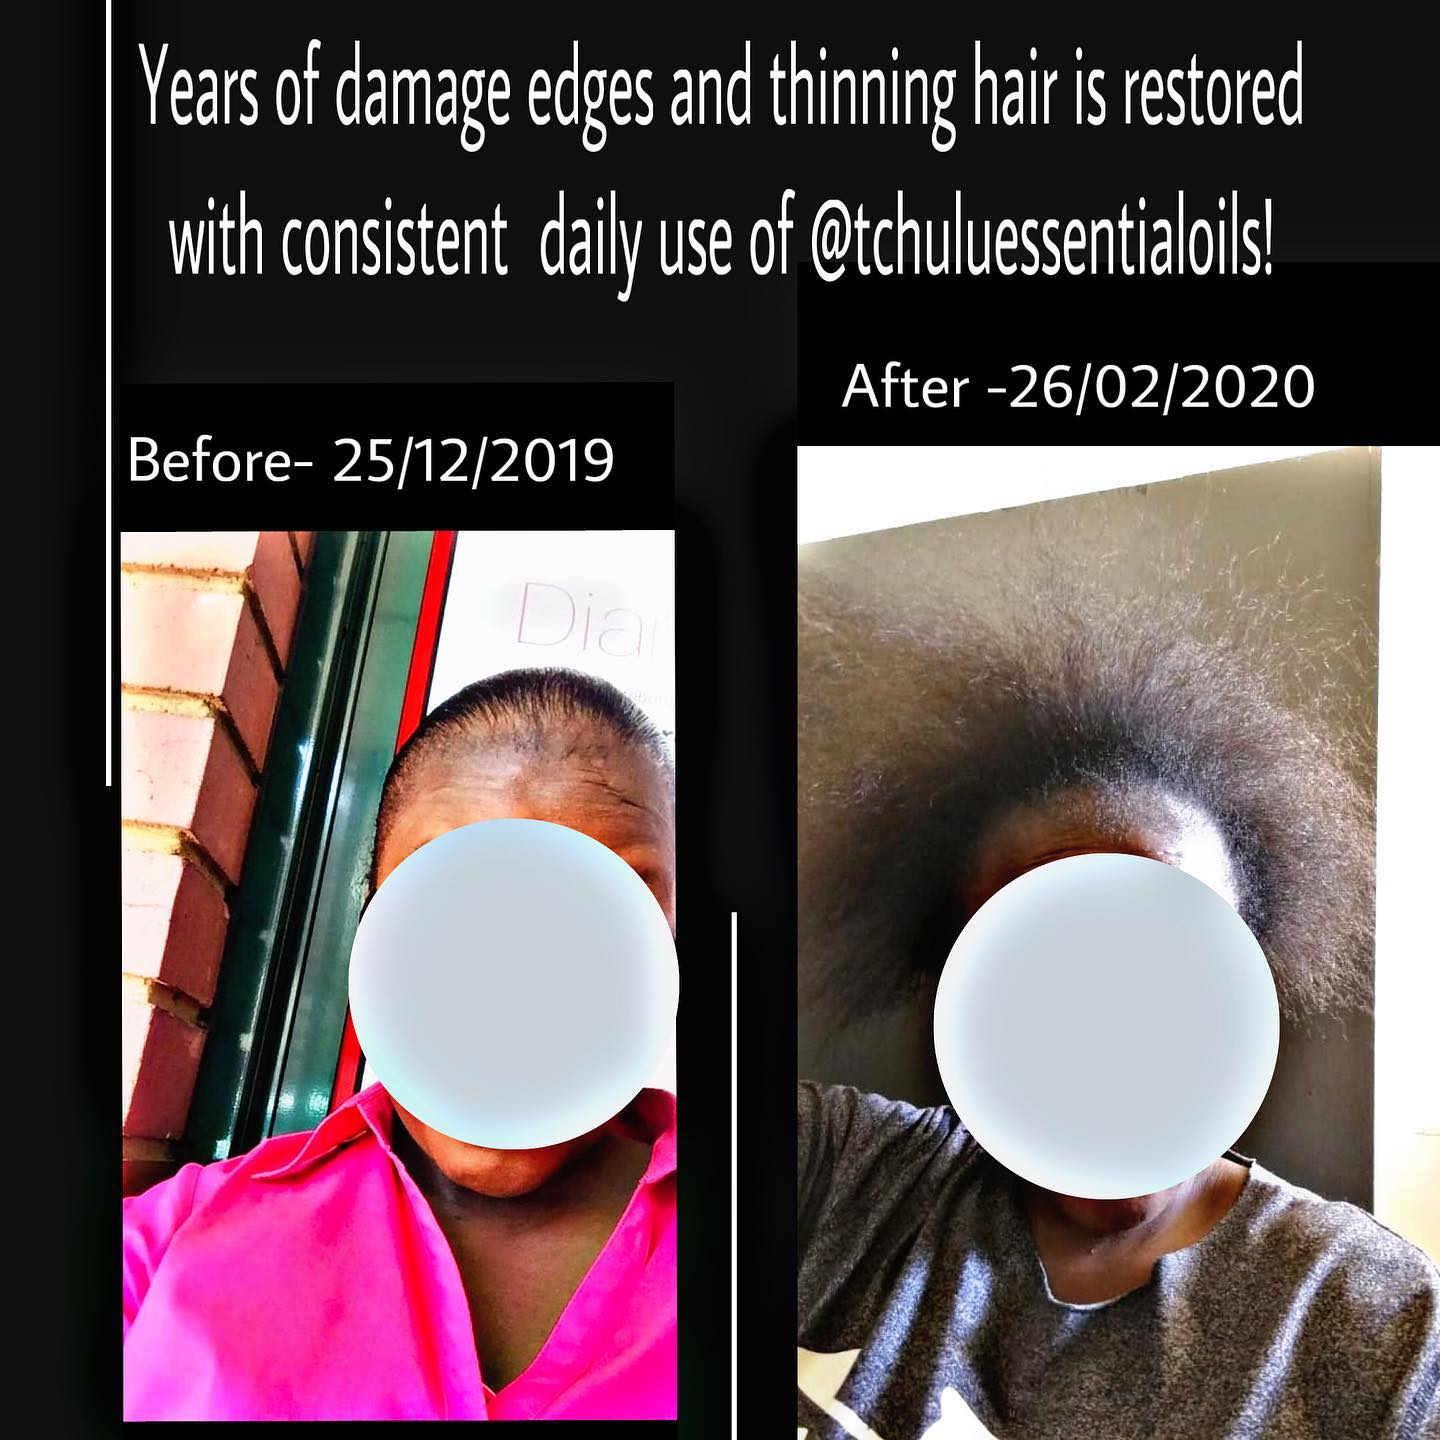 Years of damage edges and thinning hair is restored
with consistent daily use of @tchuluessentialoils!
After -26/02/2020
Before- 25/12/2019
Dia